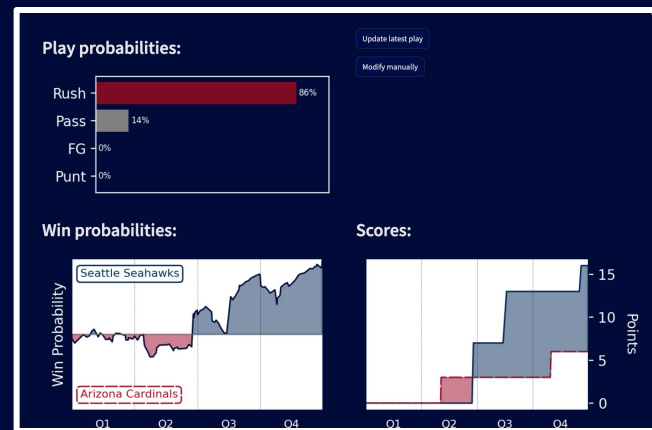 Play probabilities:
Update latest play
Modify manually
Rush
86%
Pass
14%
FG
0%
Punt
0%
Win probabilities:
Scores:
Seattle Seahawks
Arizona Cardinals
Win Probability
Q1 Q2 Q3 Q4
15
10
5
0
Points
Q1 Q2 Q3 Q4